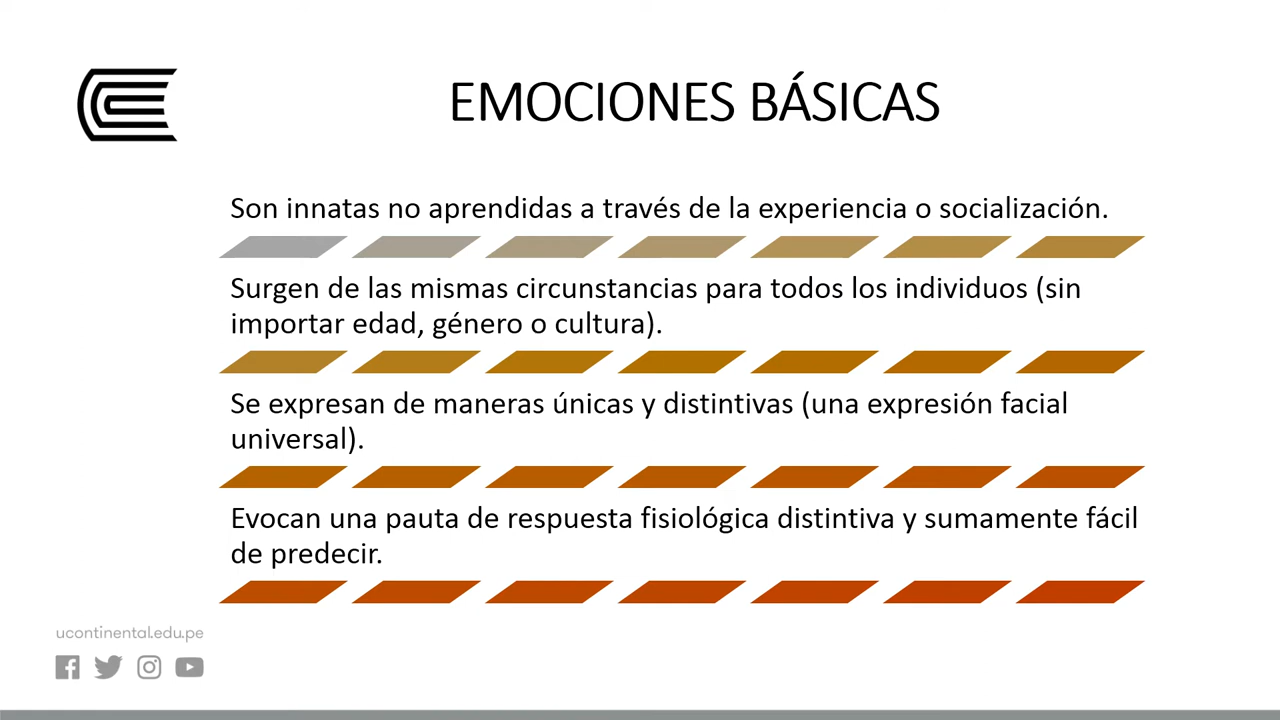 EMOCIONES BÁSICAS
Son innatas no aprendidas a través de la experiencia o socialización.
Surgen de las mismas circunstancias para todos los individuos (sin
importar edad, género o cultura).
Se expresan de maneras únicas y distintivas (una expresión facial
universal).
Evocan una pauta de respuesta fisiológica distintiva y sumamente fácil
de predecir.
ucontinental.edu.pe